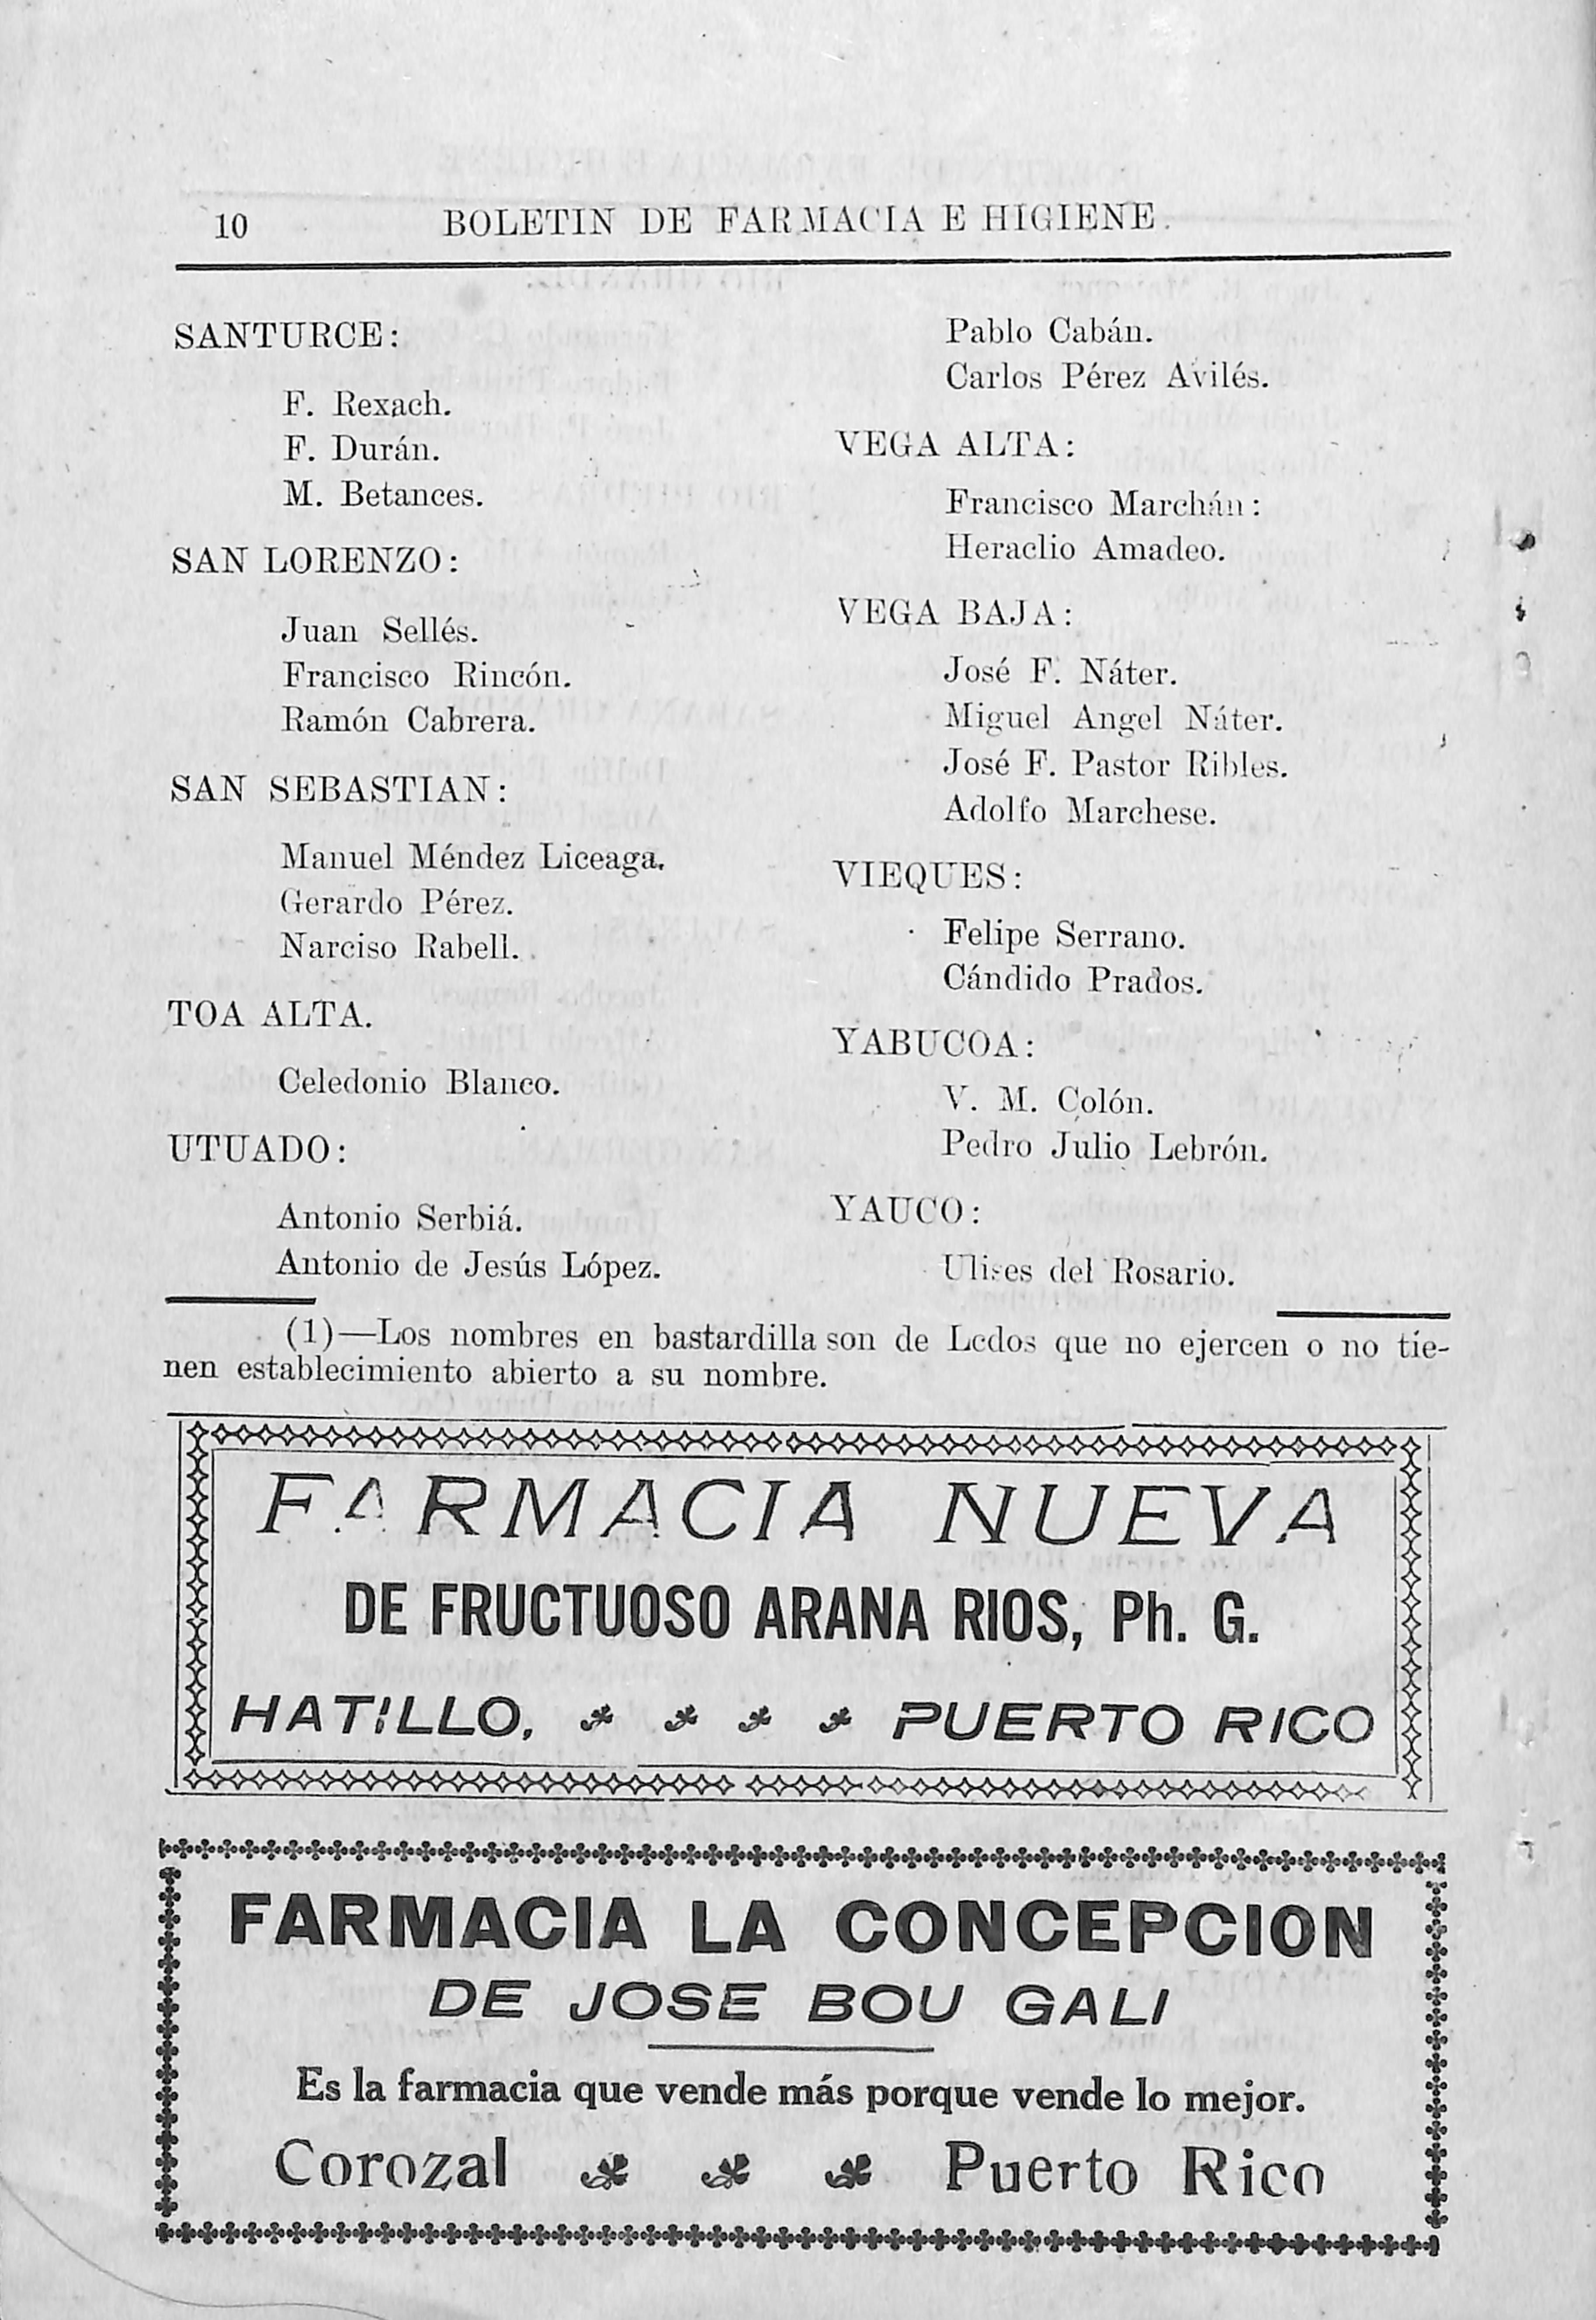 10 BOLETIN DE FARMACIA E HIGIENE.
SANTURCE:
F. Rexach.
F. Durán.
M. Betances.
SAN LORENZO:
Juan Sellés.
Francisco Rincón.
Ramón Cabrera.
SAN SEBASTIAN:
Manuel Méndez Liceaga.
Gerardo Pérez.
Narciso Rabell.
TOA ALTA.
Celedonio Blanco.
UTUADO:
Antonio Serbiá.
Antonio de Jesús López.
Pablo Cabán.
Carlos Pérez Avilés.
VEGA ALTA:
Francisco Marchán:
Heraclio Amadeo.
VEGA BAJA:
José F. Náter.
Miguel Angel Náter.
José F. Pastor Ribles.
Adolfo Marchese.
VIEQUES:
Felipe Serrano.
Cándido Prados.
YABUCOA:
V. M. Colón.
Pedro Julio Lebrón.
YAUCO:
Ulises del Rosario.
(1)—Los nombres en bastardilla son de Lcdos que no ejercen o no tie-
nen establecimiento abierto a su nombre.
FARMACIA NUEVA
DE FRUCTUOSO ARANA RIOS, Ph. G.
HATILLO, PUERTO RICO
FARMACIA LA CONCEPCION
DE JOSE BOU GALI
Es la farmacia que vende más porque vende lo mejor.
Corozal Puerto Rico